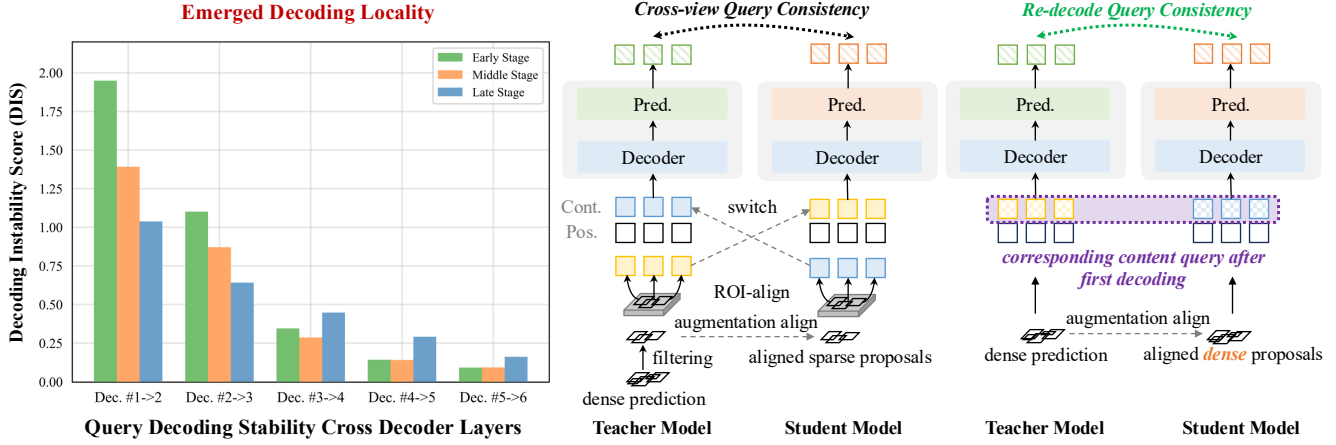 Emerged Decoding Locality
Decoding Instability Score (DIS)
2.00
1.75
1.50
1.25
1.00
0.75
0.50
0.25
0.00
Early Stage
Middle Stage
Late Stage
Dec. #1->2
Dec. #2->3
Dec. #3->4
Dec. #4->5
Dec. #5->6
Query Decoding Stability Cross Decoder Layers
Cross-view Query Consistency
Pred.
Pred.
Decoder
Decoder
Cont.
Pos.
switch
ROI-align
augmentation align
filtering
aligned sparse proposals
dense prediction
Teacher Model
Student Model
Re-decode Query Consistency
Pred.
Pred.
Decoder
Decoder
corresponding content query after
first decoding
augmentation align
dense prediction
aligned dense proposals
Teacher Model
Student Model